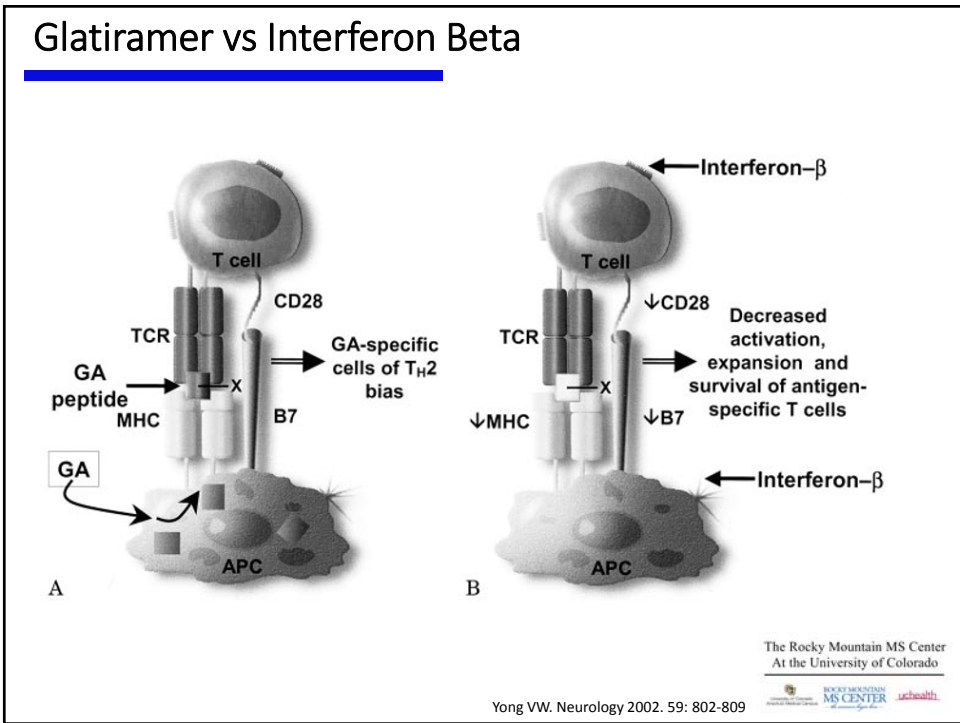 Glatiramer vs Interferon Beta
T cell
CD28
TCR
GA
peptide
X
GA-specific
cells of TH2
bias
MHC
B7
GA
APC
A
Interferon–β
T cell
↓CD28
TCR
Decreased
activation,
expansion and
survival of antigen-
specific T cells
X
↓MHC
↓B7
Interferon–β
APC
B
The Rocky Mountain MS Center
At the University of Colorado
ROCKY MOUNTAIN
MS CENTER
uchealth
Yong VW. Neurology 2002. 59: 802-809